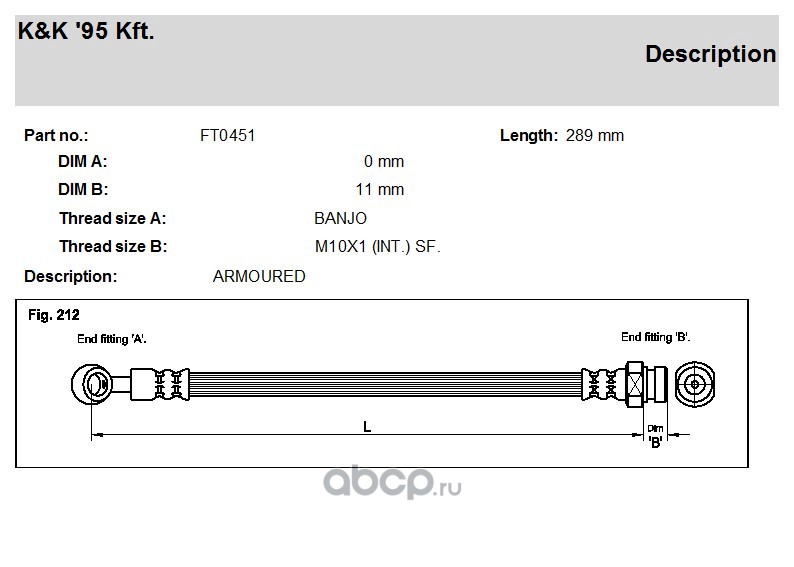 K&K '95 Kft.
Description
Part no.: FT0451 Length: 289 mm
DIM A: 0 mm
DIM B: 11 mm
Thread size A: BANJO
Thread size B: M10X1 (INT.) SF.
Description: ARMOURED
Fig. 212
End fitting 'A'. End fitting 'B'.
L
Dim
'B'
abcp.ru